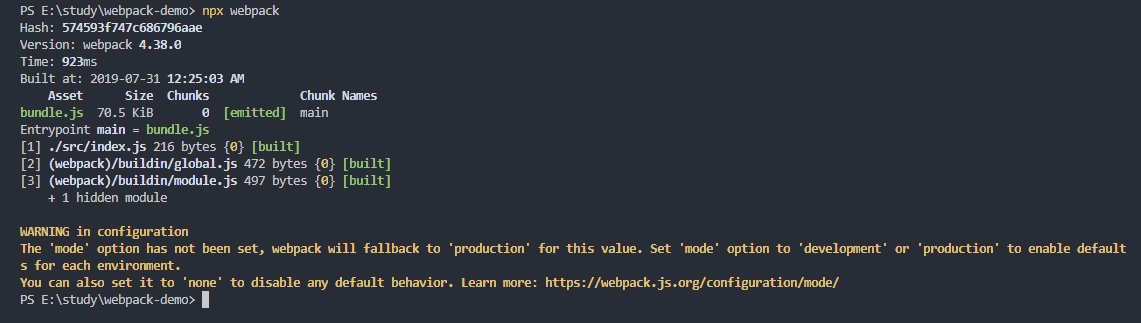 PS E:\study\webpack-demo> npx webpack
Hash: 574593f747c686796aae
Version: webpack 4.38.0
Time: 923ms
Built at: 2019-07-31 12:25:03 AM
    Asset      Size  Chunks             Chunk Names
bundle.js  70.5 KiB       0  [emitted]  main
Entrypoint main = bundle.js
[1] ./src/index.js 216 bytes {0} [built]
[2] (webpack)/buildin/global.js 472 bytes {0} [built]
[3] (webpack)/buildin/module.js 497 bytes {0} [built]
    + 1 hidden module
WARNING in configuration
The 'mode' option has not been set, webpack will fallback to 'production' for this value. Set 'mode' option to 'development' or 'production' to enable default
s for each environment.
You can also set it to 'none' to disable any default behavior. Learn more: https://webpack.js.org/configuration/mode/
PS E:\study\webpack-demo>